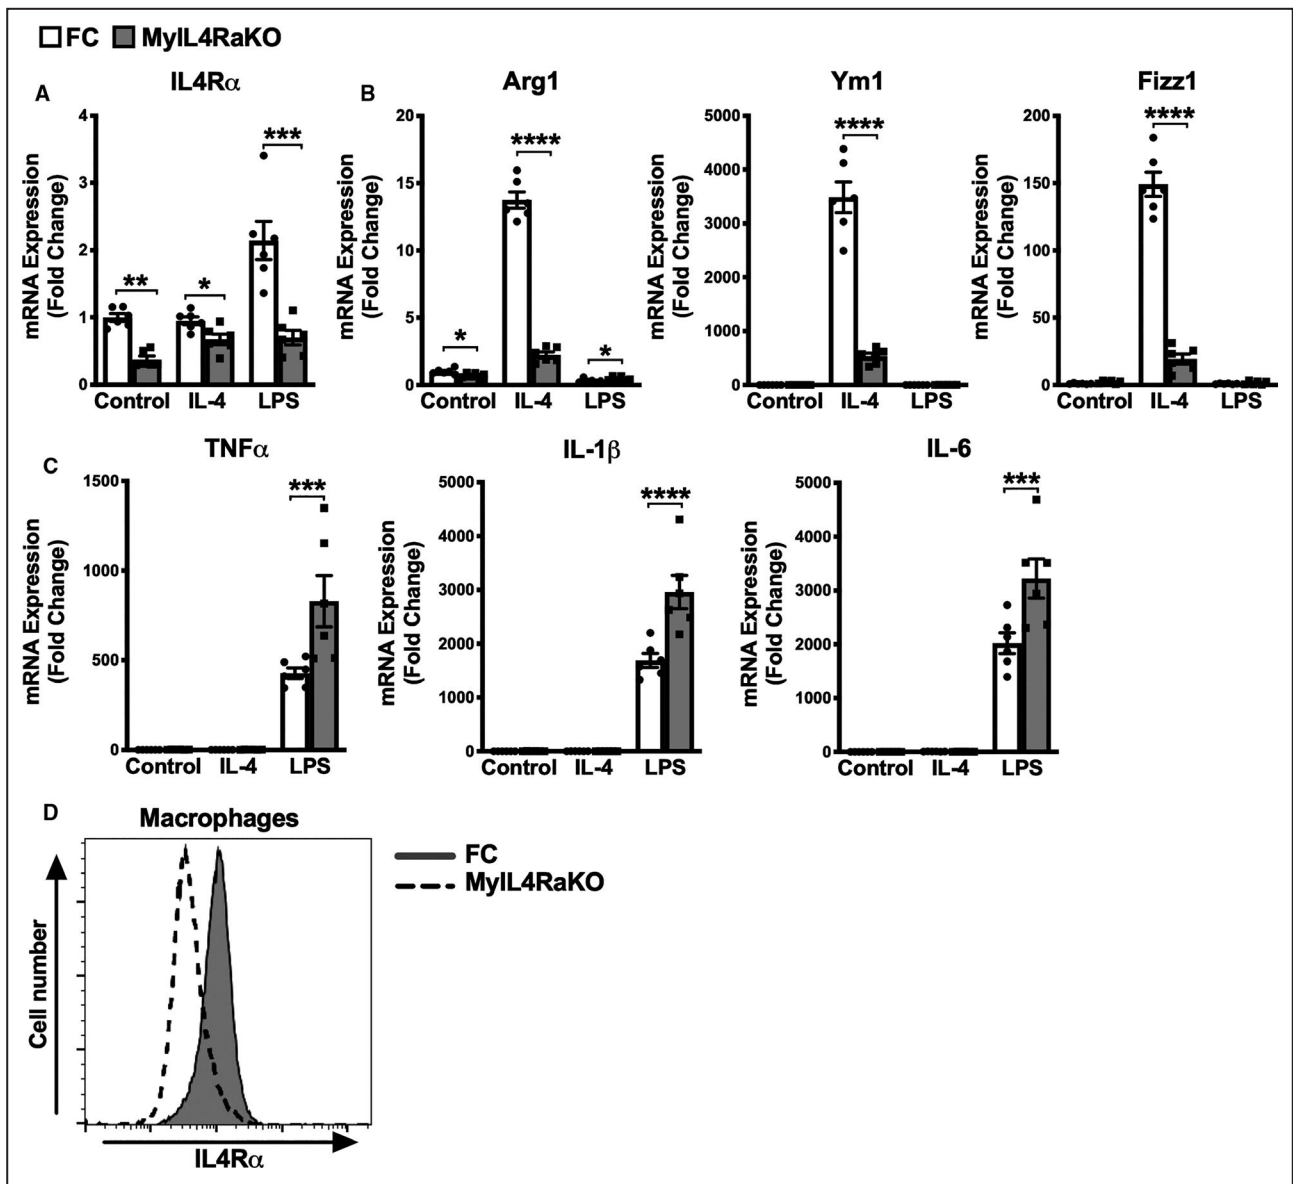 FC MyIL4RaKO
A
IL4Rα
mRNA Expression
(Fold Change)
4
3
2
1
0
**
*
***
Control IL-4 LPS
B
Arg1
mRNA Expression
(Fold Change)
20
15
10
5
0
*
****
*
Control IL-4 LPS
Ym1
mRNA Expression
(Fold Change)
5000
4000
3000
2000
1000
0
****
Control IL-4 LPS
Fizz1
mRNA Expression
(Fold Change)
200
150
100
50
0
****
Control IL-4 LPS
C
TNFα
mRNA Expression
(Fold Change)
1500
1000
500
0
***
Control IL-4 LPS
IL-1β
mRNA Expression
(Fold Change)
5000
4000
3000
2000
1000
0
****
Control IL-4 LPS
IL-6
mRNA Expression
(Fold Change)
5000
4000
3000
2000
1000
0
***
Control IL-4 LPS
D
Macrophages
Cell number
IL4Rα
FC
MyIL4RaKO